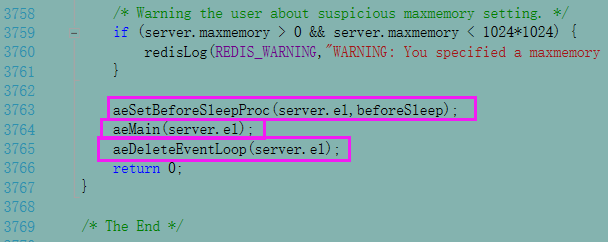 3758 /* Warning the user about suspicious maxmemory setting. */
3759 - if (server.maxmemory > 0 && server.maxmemory < 1024*1024) {
3760 redisLog(REDIS_WARNING,"WARNING: You specified a maxmemory
3761 }
3762
3763 aeSetBeforeSleepProc(server.el,beforeSleep);
3764 aeMain(server.el);
3765 aeDeleteEventLoop(server.el);
3766 return 0;
3767 }
3768
3769 /* The End */